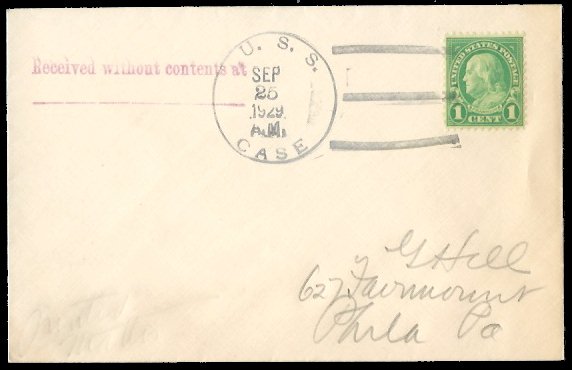 Received without contents at
U. S. S.
SEP
25
1929
A.M.
CASE
UNITED STATES POSTAGE
1 CENT 1
G Hill
627 Fairmount
Phila Pa
Matter